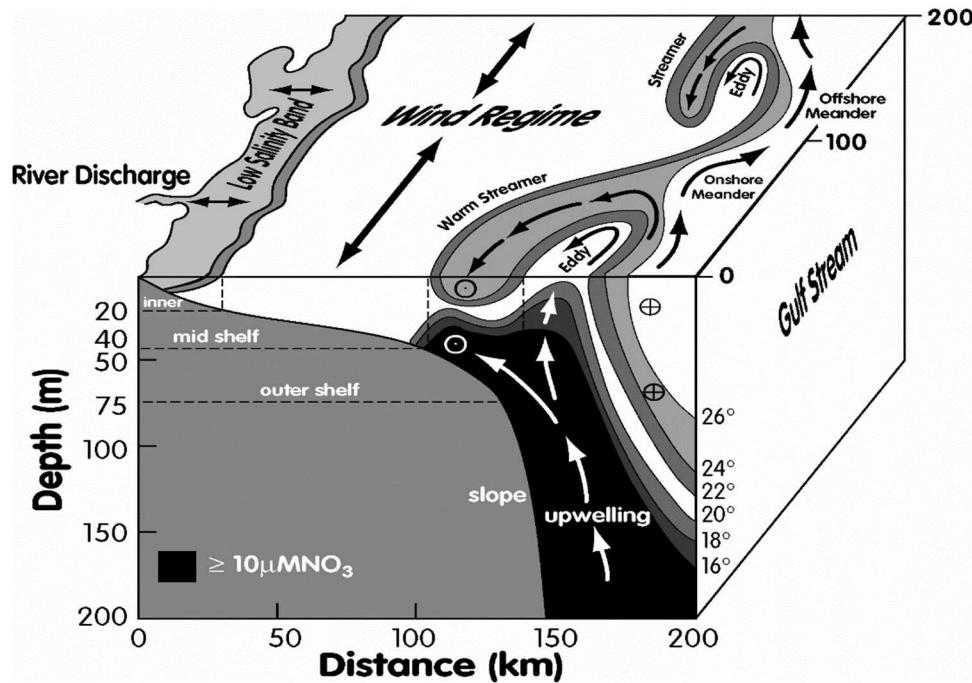 200
Streamer
Eddy
Offshore
Meander
100
Wind Regime
Low Salinity Band
River Discharge
Onshore
Meander
Warm Streamer
Eddy
0
Gulf Stream
inner
20
mid shelf
40
50
outer shelf
75
26°
100
24°
slope
22°
upwelling
20°
150
18°
16°
≥ 10µMNO₃
200
0
50
100
150
200
Depth (m)
Distance (km)